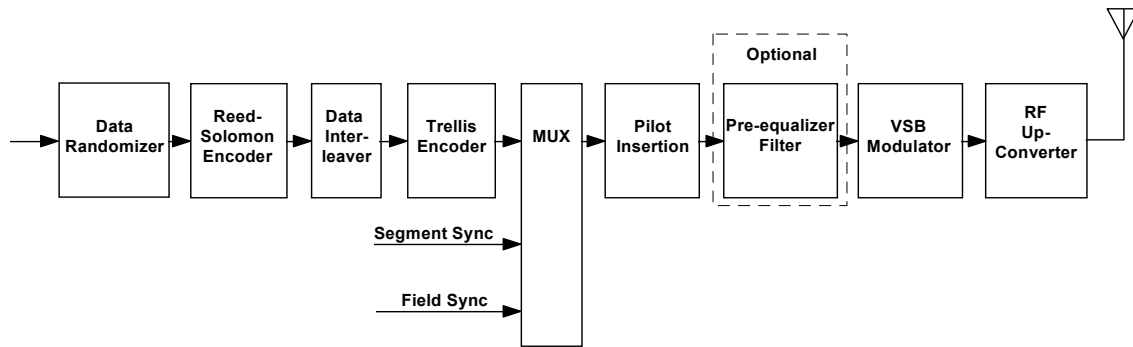 Optional
Data
Randomizer
Reed-
Solomon
Encoder
Data
Inter-
leaver
Trellis
Encoder
MUX
Pilot
Insertion
Pre-equalizer
Filter
VSB
Modulator
RF
Up-
Converter
Segment Sync
Field Sync